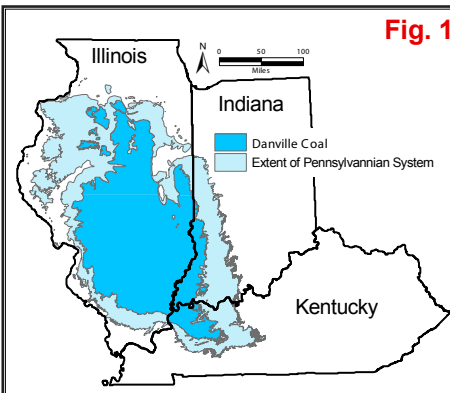 Fig. 1
Illinois
N
0 50 100
Miles
Indiana
Danville Coal
Extent of Pennsylvannian System
Kentucky